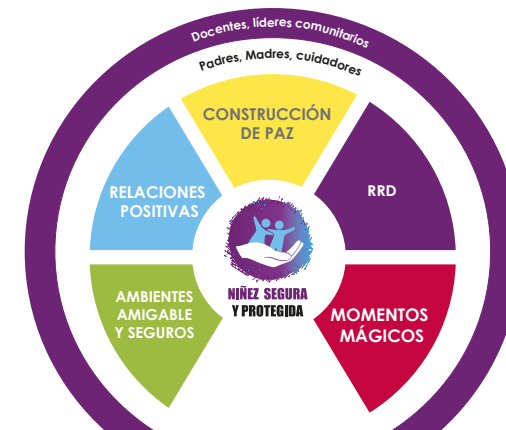 Docentes, líderes comunitarios
Padres, Madres, cuidadores
CONSTRUCCIÓN
DE PAZ
RELACIONES
POSITIVAS
RRD
AMBIENTES
AMIGABLE
Y SEGUROS
NIÑEZ SEGURA
Y PROTEGIDA
MOMENTOS
MÁGICOS